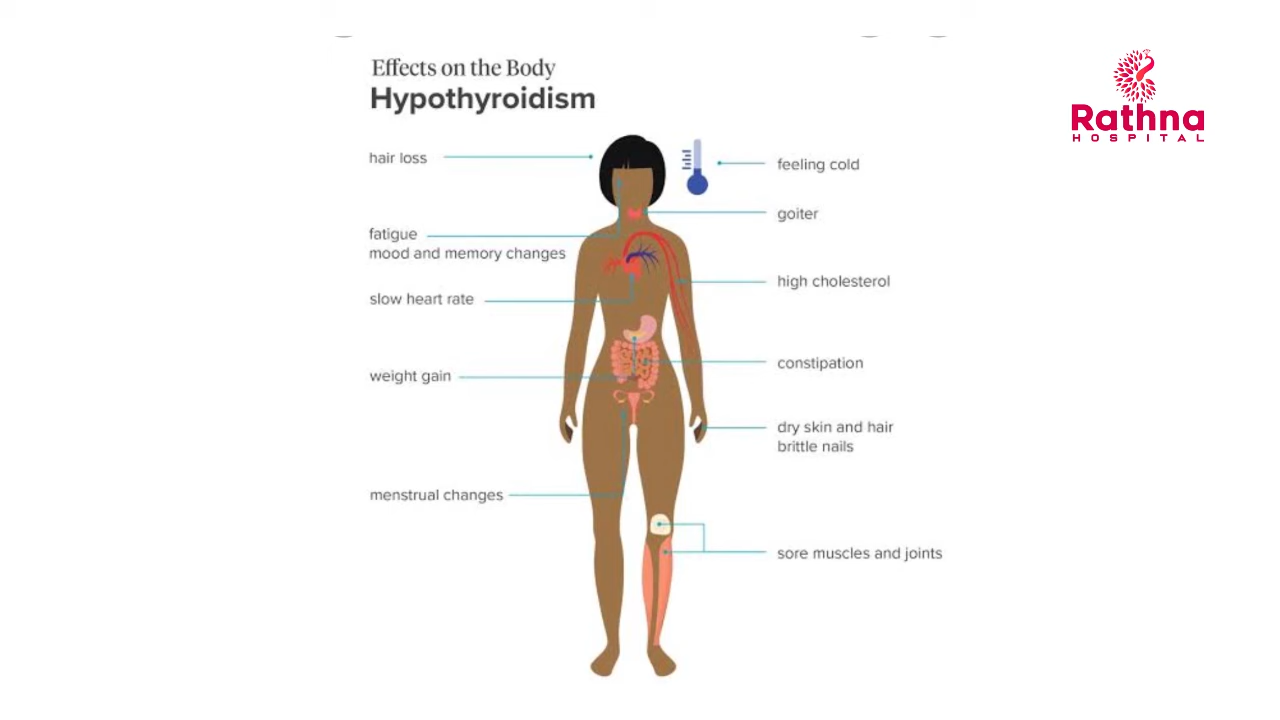 Effects on the Body
Hypothyroidism
Rathna
HOSPITAL
hair loss
feeling cold
goiter
fatigue
mood and memory changes
high cholesterol
slow heart rate
constipation
weight gain
dry skin and hair
brittle nails
menstrual changes
sore muscles and joints